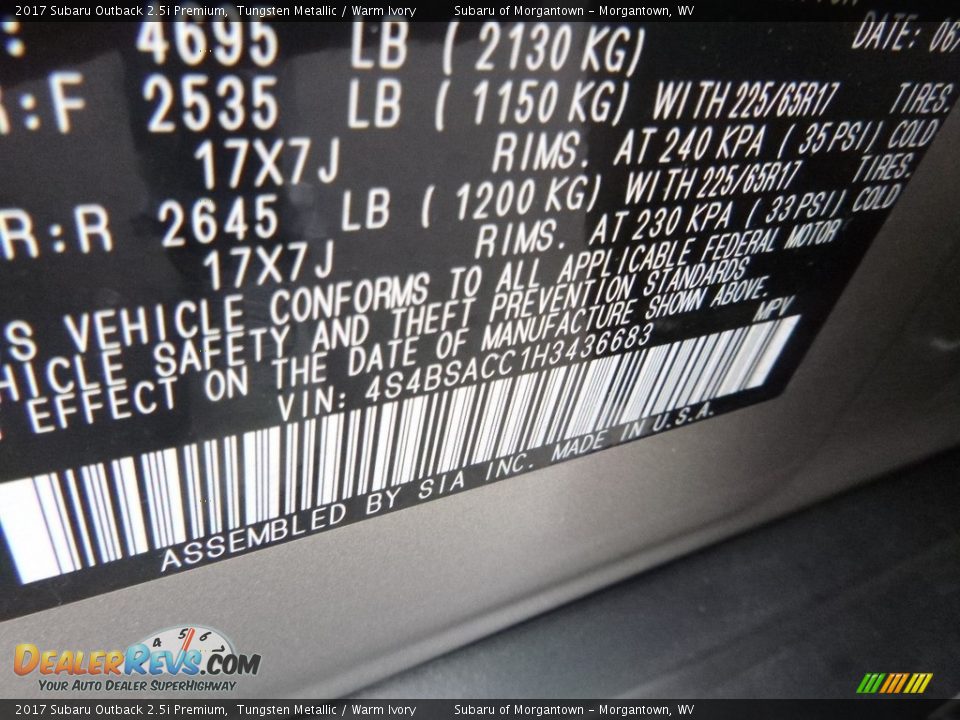 2017 Subaru Outback 2.5i Premium, Tungsten Metallic / Warm Ivory Subaru of Morgantown - Morgantown, WV
DATE: 06/
4695 LB ( 2130 KG)
R:F 2535 LB ( 1150 KG) WITH 225/65R17 TIRES.
17X7J RIMS. AT 240 KPA ( 35PSI) COLD
R:R 2645 LB ( 1200 KG) WITH 225/65R17 TIRES.
17X7J RIMS. AT 230 KPA ( 33PSI) COLD
S VEHICLE CONFORMS TO ALL APPLICABLE FEDERAL MOTOR
HICLE SAFETY AND THEFT PREVENTION STANDARDS
EFFECT ON THE DATE OF MANUFACTURE SHOWN ABOVE.
VIN: 4S4BSACC1H3436683 MPV
ASSEMBLED BY SIA INC. MADE IN U.S.A.
4 5 6
DEALERREVS.COM
YOUR AUTO DEALER SUPERHIGHWAY
2017 Subaru Outback 2.5i Premium, Tungsten Metallic / Warm Ivory Subaru of Morgantown - Morgantown, WV